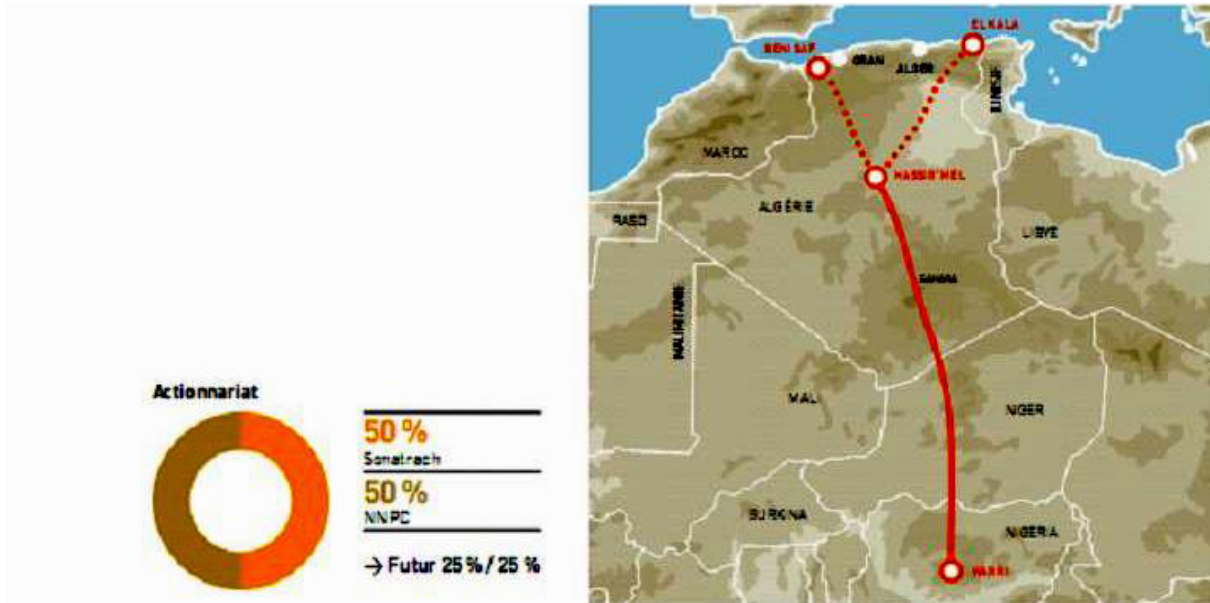 Actionnariat
50 %
Sonatrach
50 %
NNPC
→ Futur 25 % / 25 %
EL KALA
BENI SAF
ORAN
ALGER
TUNISIE
MAROC
HASSI R'MEL
ALGÉRIE
RASD
LIBYE
SAHARA
MAURITANIE
MALI
NIGER
BURKINA
NIGERIA
WARRI